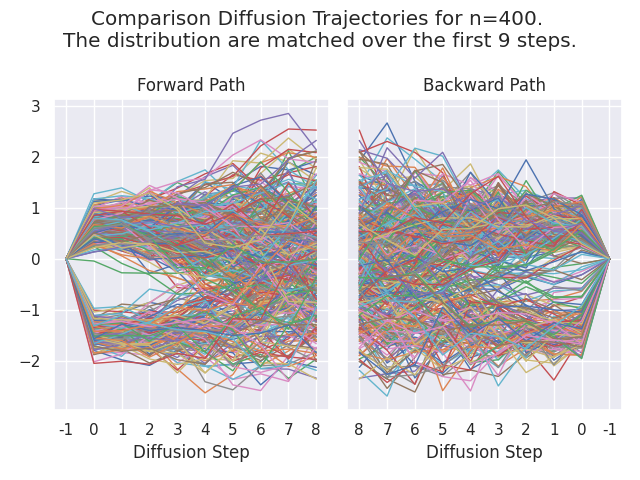 Comparison Diffusion Trajectories for n=400.
The distribution are matched over the first 9 steps.
Forward Path
Backward Path
3
2
1
0
−1
−2
-1 0 1 2 3 4 5 6 7 8
8 7 6 5 4 3 2 1 0 -1
Diffusion Step
Diffusion Step